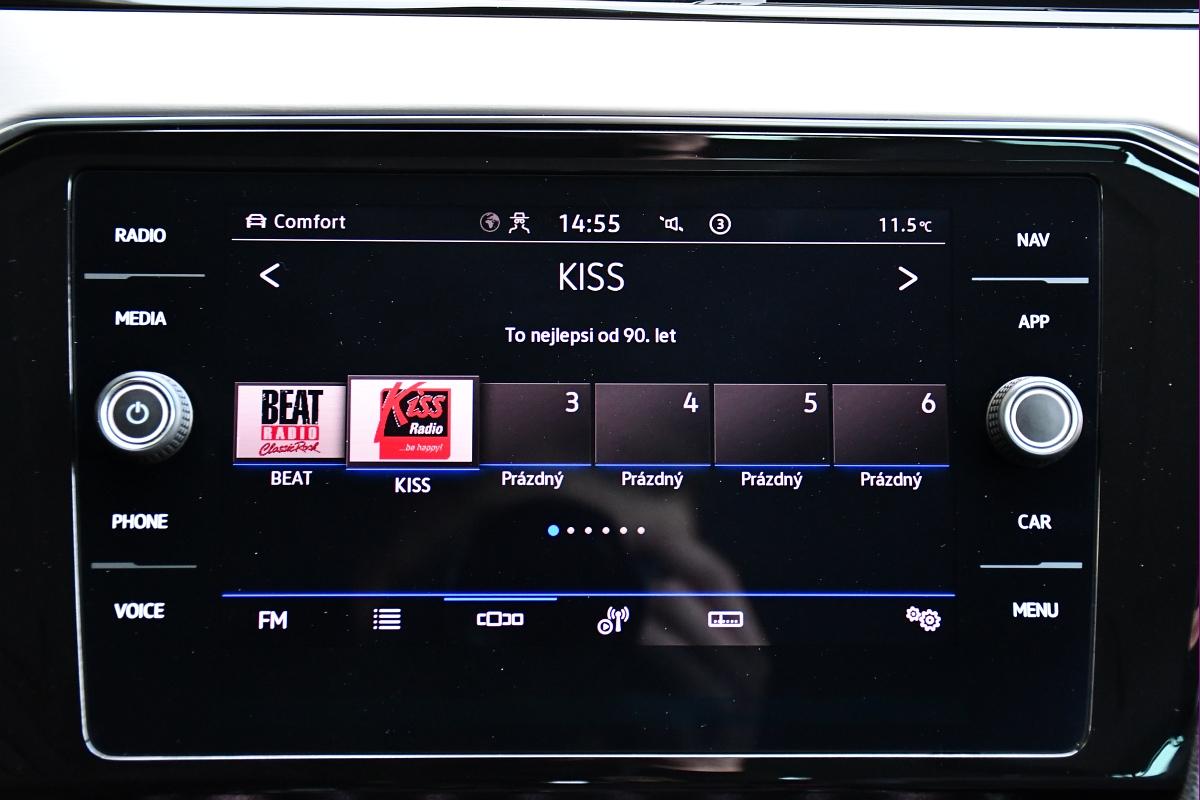 RADIO
MEDIA
PHONE
VOICE
Comfort
14:55
3
11.5°C
KISS
To nejlepsi od 90. let
BEAT
RADIO
Classic Rock
Kiss
Radio
...be happy!
3
4
5
6
BEAT
KISS
Prázdný
Prázdný
Prázdný
Prázdný
FM
NAV
APP
CAR
MENU